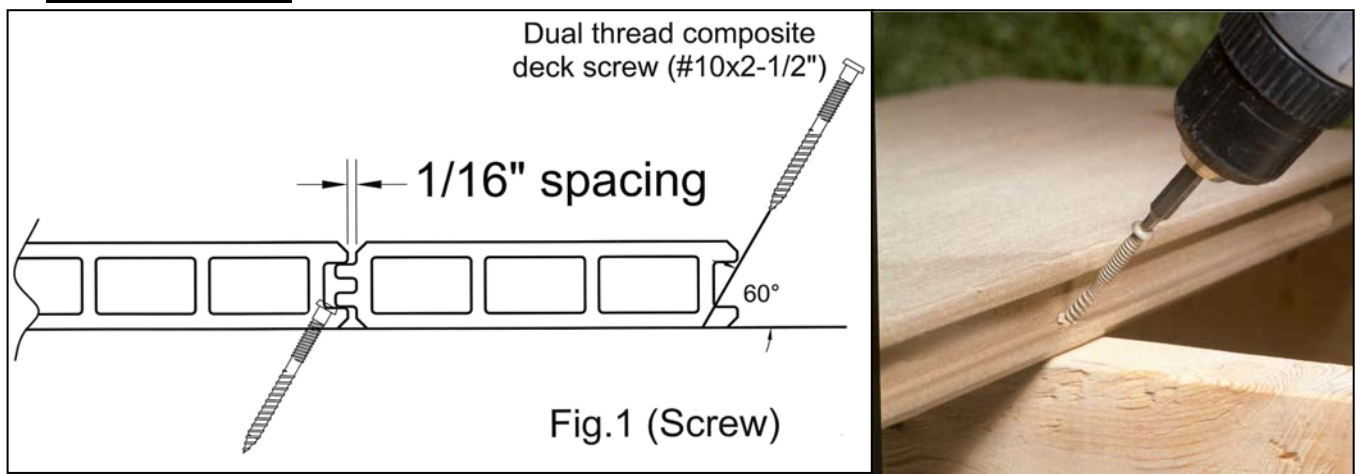 Dual thread composite
deck screw (#10x2-1/2")
1/16" spacing
60°
Fig.1 (Screw)